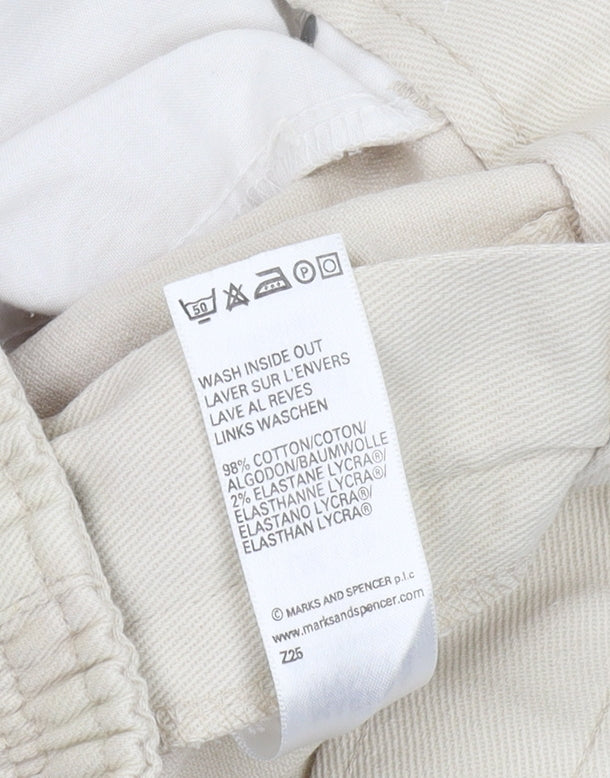 50 P
WASH INSIDE OUT
LAVER SUR L'ENVERS
LAVE AL REVES
LINKS WASCHEN
98% COTTON/COTON/
ALGODON/BAUMWOLLE
2% ELASTANE LYCRA®/
ELASTHANNE LYCRA®/
ELASTANO LYCRA®/
ELASTHAN LYCRA®
© MARKS AND SPENCER p.l.c
www.marksandspencer.com
Z25